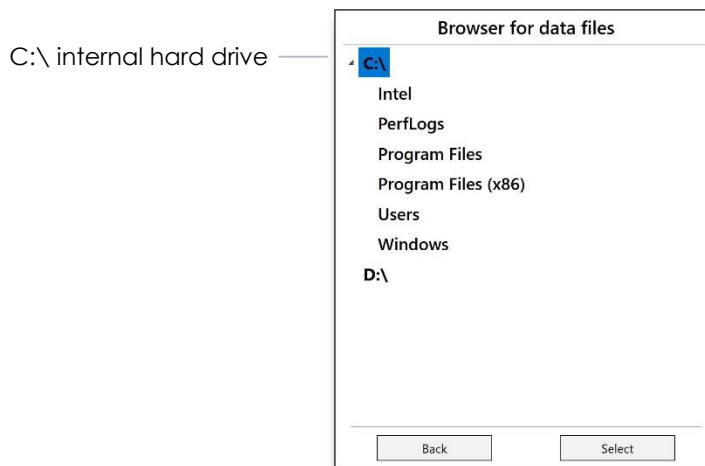 Browser for data files
C:\ internal hard drive
C:\
Intel
PerfLogs
Program Files
Program Files (x86)
Users
Windows
D:\
Back
Select